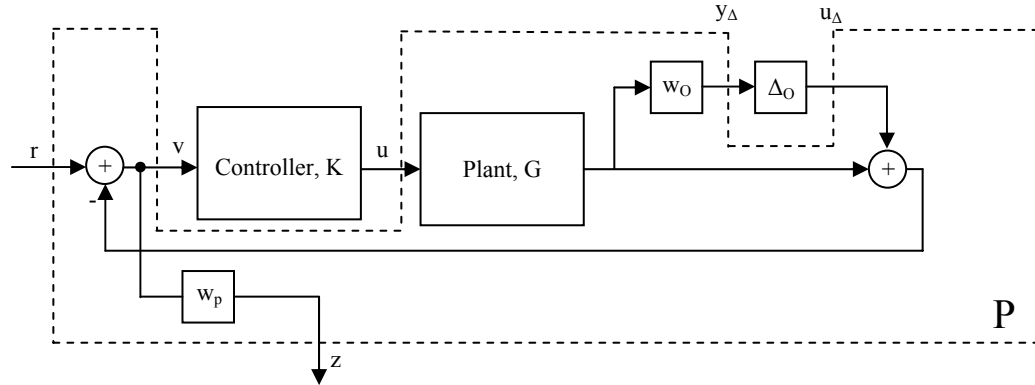 y_Δ
u_Δ
w_O
Δ_O
r
+
-
v
Controller, K
u
Plant, G
+
w_p
z
P